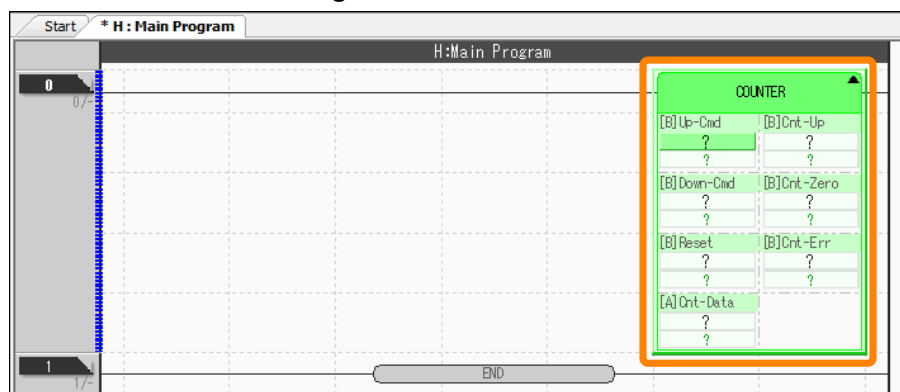 Start * H : Main Program
H:Main Program
0
0/-
COUNTER
[B]Up-Cmd [B]Cnt-Up
? ?
? ?
[B]Down-Cmd [B]Cnt-Zero
? ?
? ?
[B]Reset [B]Cnt-Err
? ?
? ?
[A]Cnt-Data
?
?
1
1/-
END